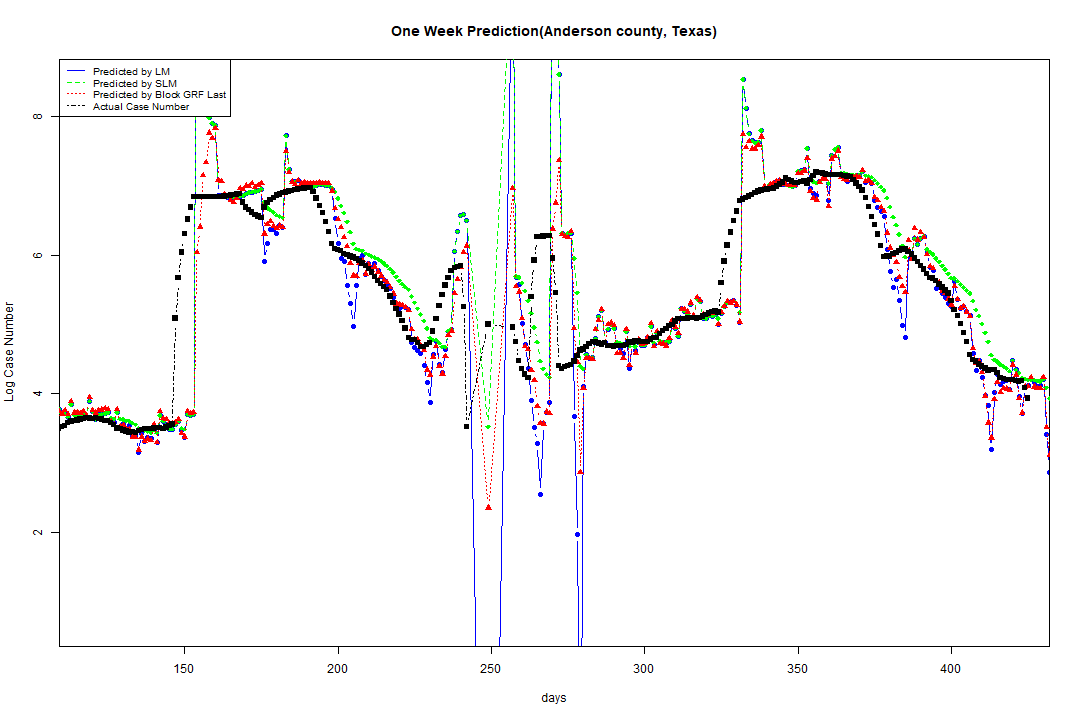 One Week Prediction(Anderson county, Texas)
Predicted by LM
Predicted by SLM
Predicted by Block GRF Last
Actual Case Number
8
6
4
2
Log Case Number
150 200 250 300 350 400
days